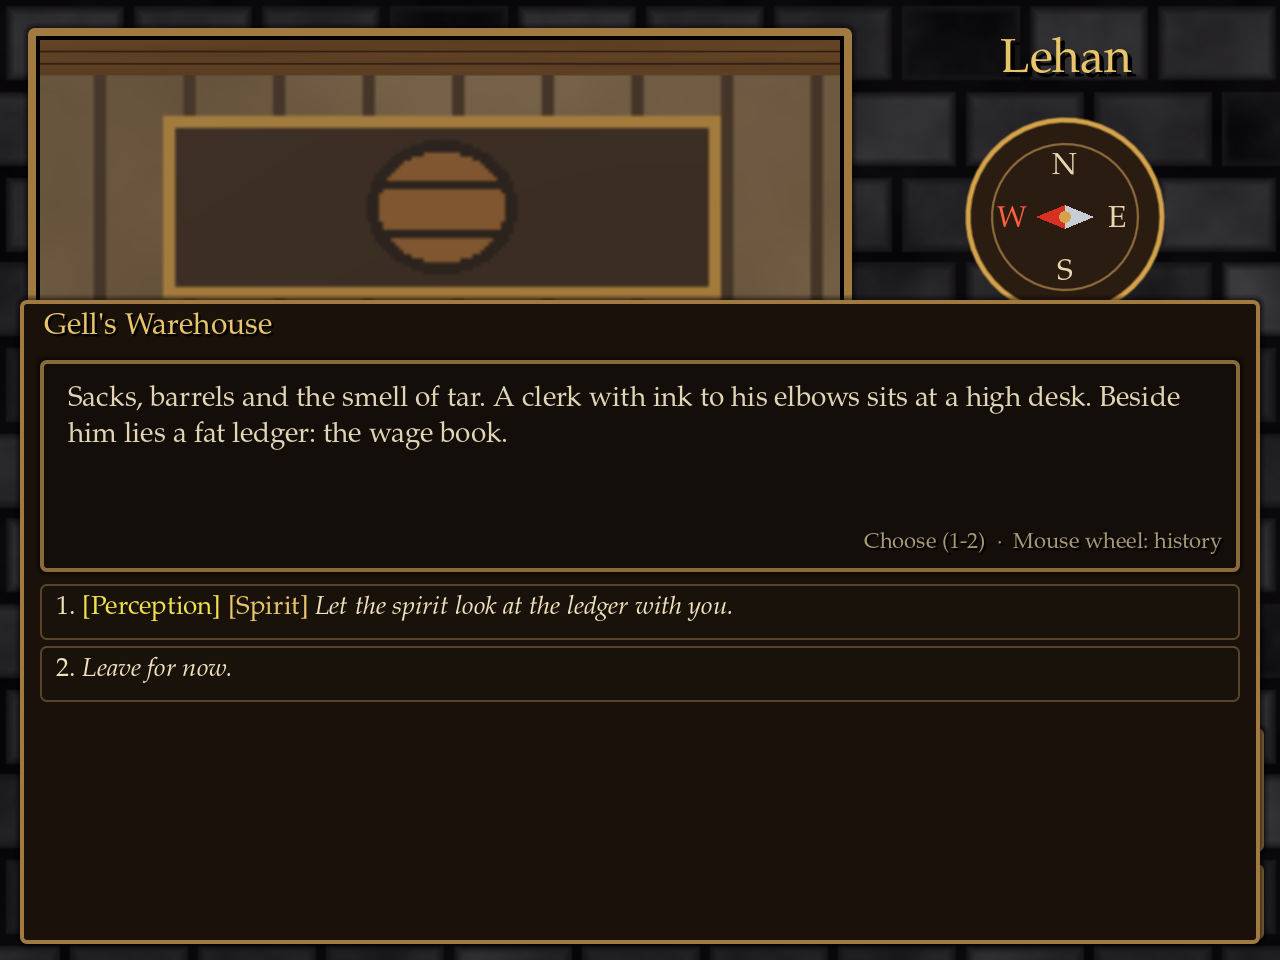 Lehan
N
W E
S
Gell's Warehouse
Sacks, barrels and the smell of tar. A clerk with ink to his elbows sits at a high desk. Beside
him lies a fat ledger: the wage book.
Choose (1-2) · Mouse wheel: history
1. [Perception] [Spirit] Let the spirit look at the ledger with you.
2. Leave for now.